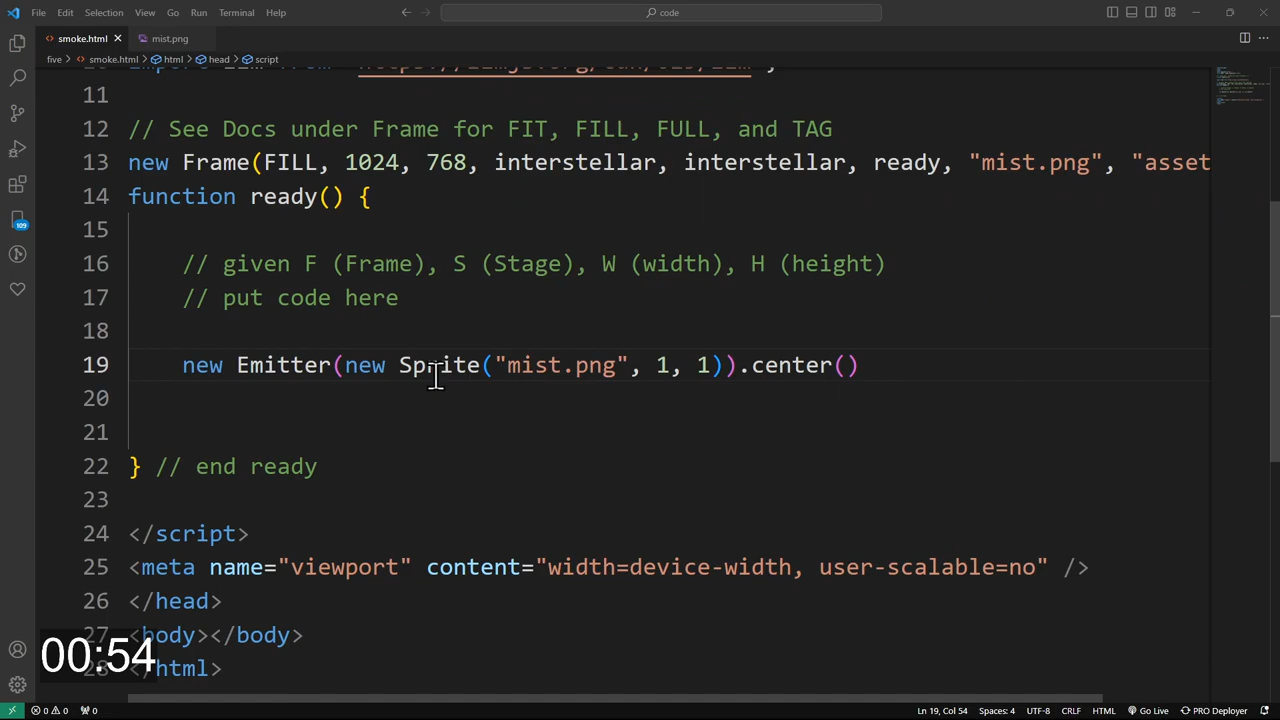 File Edit Selection View Go Run Terminal Help
code
smoke.html
mist.png
five > smoke.html > html > head > script
11
12 // See Docs under Frame for FIT, FILL, FULL, and TAG
13 new Frame(FILL, 1024, 768, interstellar, interstellar, ready, "mist.png", "asset
14 function ready() {
15
16 // given F (Frame), S (Stage), W (width), H (height)
17 // put code here
18
19 new Emitter(new Sprite("mist.png", 1, 1)).center()
20
21
22 } // end ready
23
24 </script>
25 <meta name="viewport" content="width=device-width, user-scalable=no" />
26 </head>
27 <body></body>
28 </html>
109
00:54
0 0 0
Ln 19, Col 54 Spaces: 4 UTF-8 CRLF HTML Go Live PRO Deployer